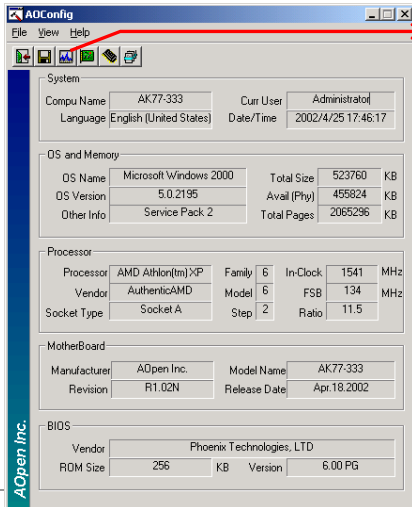 AOConfig
File View Help
System
Compu Name AK77-333 Curr User Administrator
Language English (United States) Date/Time 2002/4/25 17:46:17
OS and Memory
OS Name Microsoft Windows 2000 Total Size 523760 KB
OS Version 5.0.2195 Avail (Phy) 455824 KB
Other Info Service Pack 2 Total Pages 2065296 KB
Processor
Processor AMD Athlon(tm) XP Family 6 In-Clock 1541 MHz
Vendor AuthenticAMD Model 6 FSB 134 MHz
Socket Type Socket A Step 2 Ratio 11.5
MotherBoard
Manufacturer AOpen Inc. Model Name AK77-333
Revision R1.02N Release Date Apr.18.2002
BIOS
Vendor Phoenix Technologies, LTD
ROM Size 256 KB Version 6.00 PG
AOpen Inc.